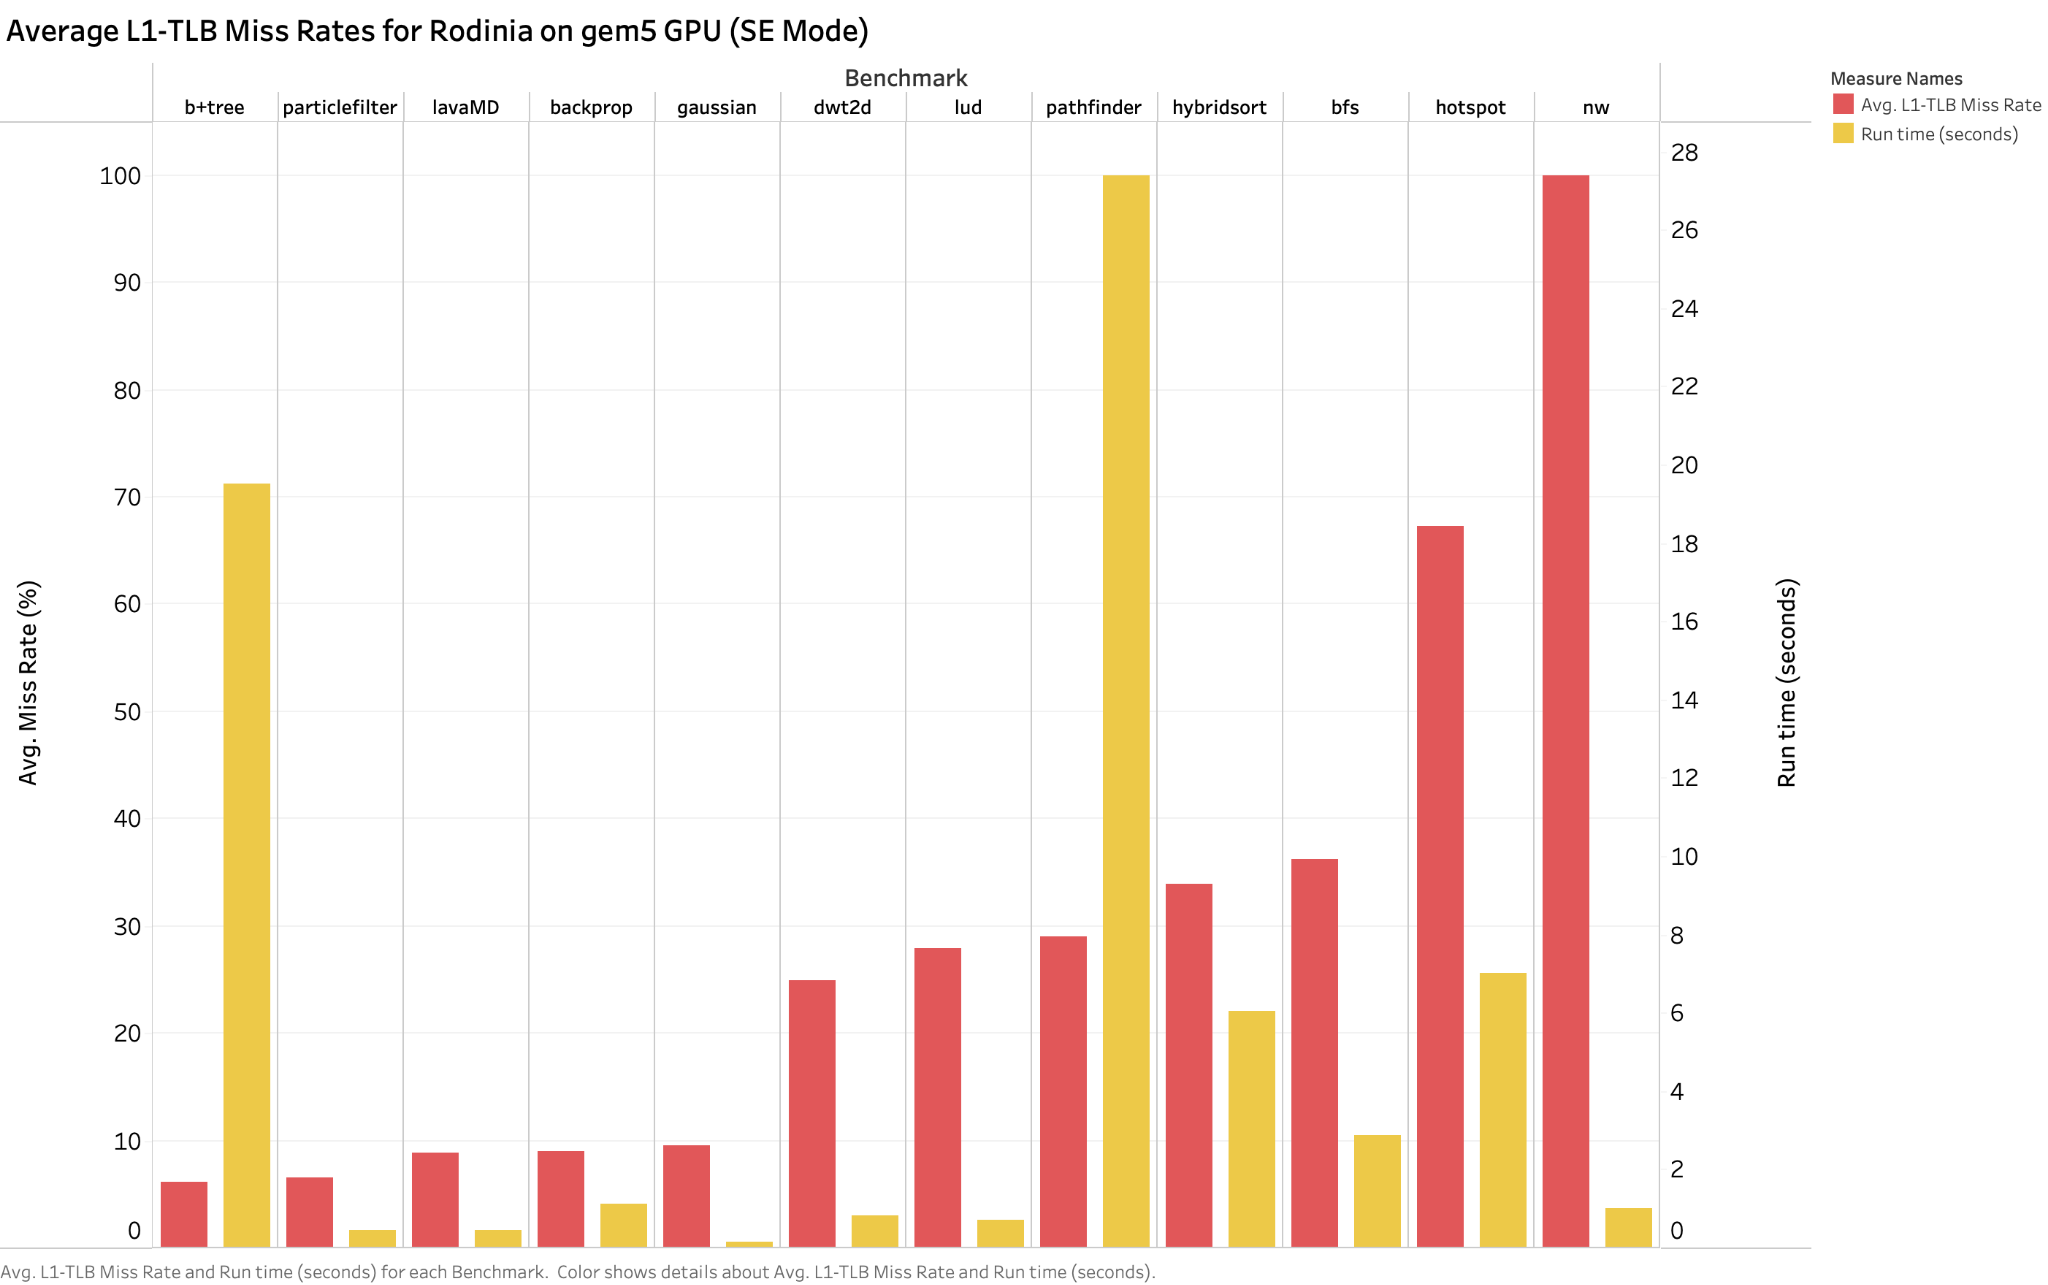 Average L1-TLB Miss Rates for Rodinia on gem5 GPU (SE Mode)
Benchmark
b+tree particlefilter lavaMD backprop gaussian dwt2d lud pathfinder hybridsort bfs hotspot nw
Measure Names
Avg. L1-TLB Miss Rate
Run time (seconds)
Avg. Miss Rate (%)
100
90
80
70
60
50
40
30
20
10
0
28
26
24
22
20
18
16
14
12
10
8
6
4
2
0
Run time (seconds)
Avg. L1-TLB Miss Rate and Run time (seconds) for each Benchmark. Color shows details about Avg. L1-TLB Miss Rate and Run time (seconds).